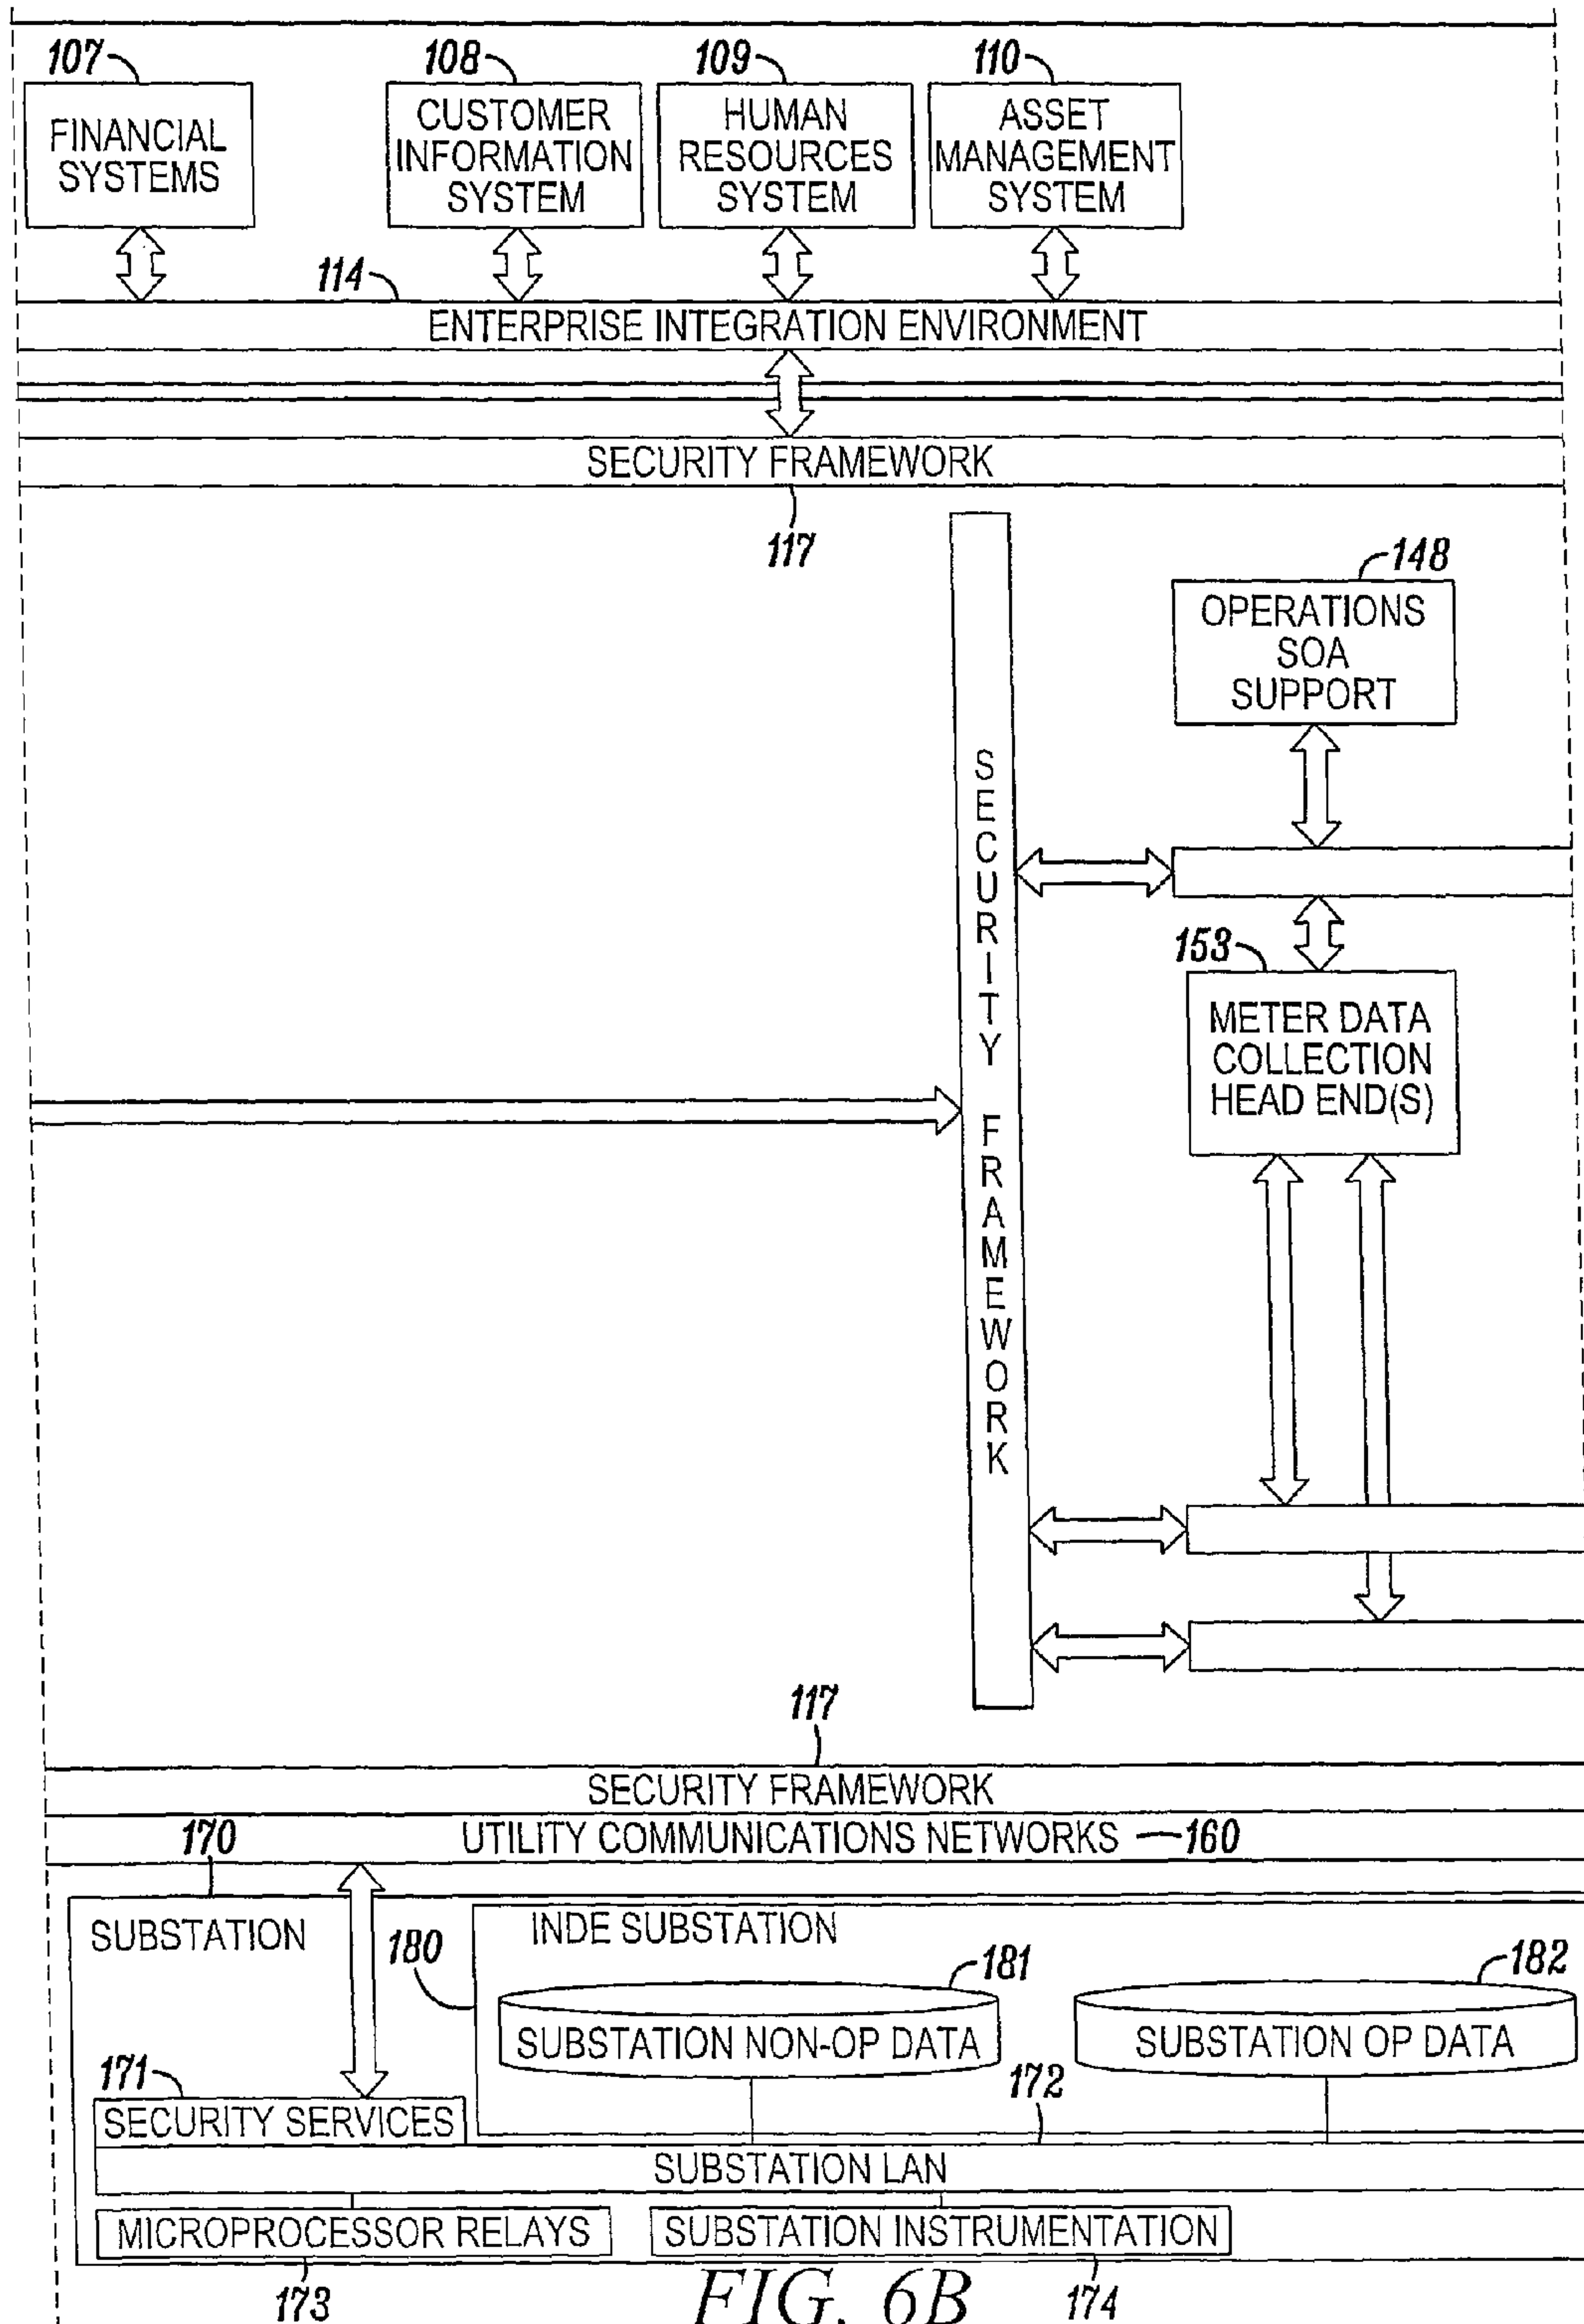 107
108
109
110
FINANCIAL
SYSTEMS
CUSTOMER
INFORMATION
SYSTEM
HUMAN
RESOURCES
SYSTEM
ASSET
MANAGEMENT
SYSTEM
114
ENTERPRISE INTEGRATION ENVIRONMENT
SECURITY FRAMEWORK
117
148
OPERATIONS
SOA
SUPPORT
SECURITY FRAMEWORK
153
METER DATA
COLLECTION
HEAD END(S)
117
SECURITY FRAMEWORK
170
UTILITY COMMUNICATIONS NETWORKS 160
SUBSTATION
180
INDE SUBSTATION
181
182
SUBSTATION NON-OP DATA
SUBSTATION OP DATA
171
172
SECURITY SERVICES
SUBSTATION LAN
MICROPROCESSOR RELAYS
SUBSTATION INSTRUMENTATION
173
174
FIG. 6B